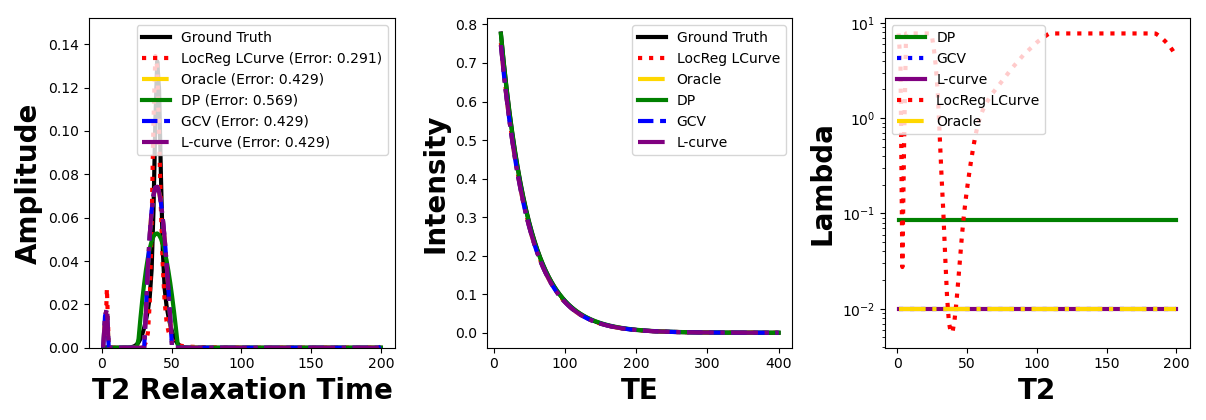 Amplitude
0.14
0.12
0.10
0.08
0.06
0.04
0.02
0.00
Ground Truth
LocReg LCurve (Error: 0.291)
Oracle (Error: 0.429)
DP (Error: 0.569)
GCV (Error: 0.429)
L-curve (Error: 0.429)
0 50 100 150 200
T2 Relaxation Time
Intensity
0.8
0.7
0.6
0.5
0.4
0.3
0.2
0.1
0.0
Ground Truth
LocReg LCurve
Oracle
DP
GCV
L-curve
0 100 200 300 400
TE
Lambda
10¹
10⁰
10⁻¹
10⁻²
DP
GCV
L-curve
LocReg LCurve
Oracle
0 50 100 150 200
T2